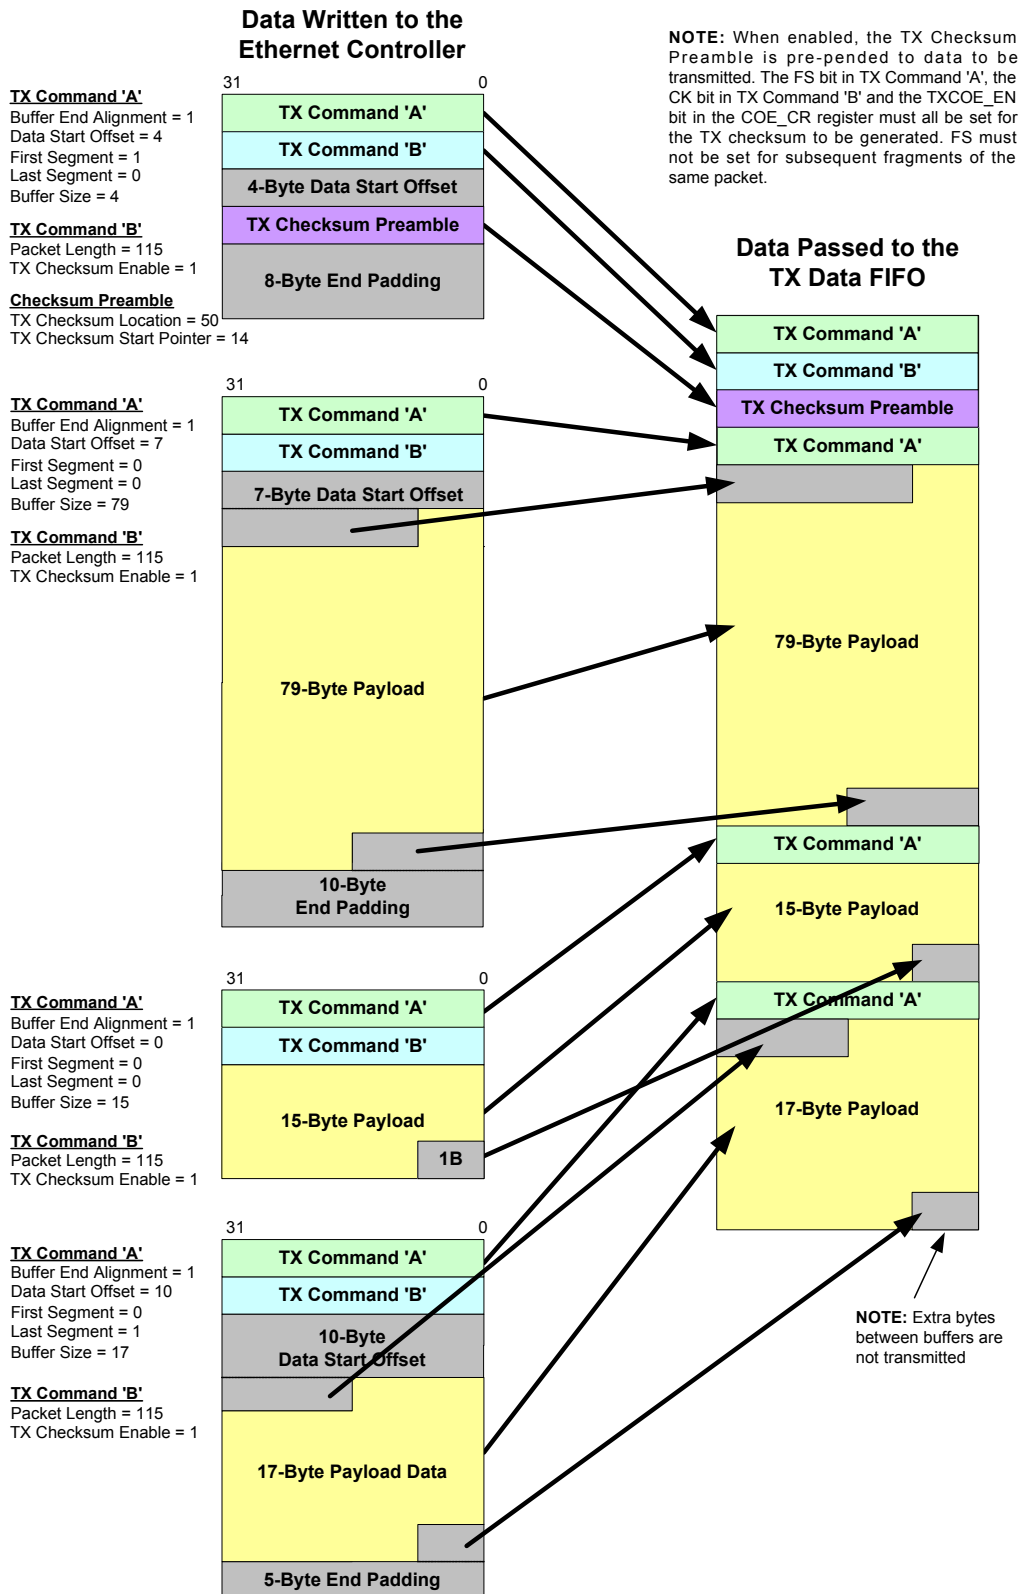 Data Written to the
Ethernet Controller
NOTE: When enabled, the TX Checksum
Preamble is pre-pended to data to be
transmitted. The FS bit in TX Command 'A', the
CK bit in TX Command 'B' and the TXCOE_EN
bit in the COE_CR register must all be set for
the TX checksum to be generated. FS must
not be set for subsequent fragments of the
same packet.
31 0
TX Command 'A'
Buffer End Alignment = 1
Data Start Offset = 4
First Segment = 1
Last Segment = 0
Buffer Size = 4
TX Command 'B'
Packet Length = 115
TX Checksum Enable = 1
Checksum Preamble
TX Checksum Location = 50
TX Checksum Start Pointer = 14
TX Command 'A'
TX Command 'B'
4-Byte Data Start Offset
TX Checksum Preamble
8-Byte End Padding
Data Passed to the
TX Data FIFO
TX Command 'A'
TX Command 'B'
TX Checksum Preamble
TX Command 'A'
79-Byte Payload
TX Command 'A'
15-Byte Payload
TX Command 'A'
17-Byte Payload
NOTE: Extra bytes
between buffers are
not transmitted
31 0
TX Command 'A'
Buffer End Alignment = 1
Data Start Offset = 7
First Segment = 0
Last Segment = 0
Buffer Size = 79
TX Command 'B'
Packet Length = 115
TX Checksum Enable = 1
TX Command 'A'
TX Command 'B'
7-Byte Data Start Offset
79-Byte Payload
10-Byte
End Padding
31 0
TX Command 'A'
Buffer End Alignment = 1
Data Start Offset = 0
First Segment = 0
Last Segment = 0
Buffer Size = 15
TX Command 'B'
Packet Length = 115
TX Checksum Enable = 1
TX Command 'A'
TX Command 'B'
15-Byte Payload
1B
31 0
TX Command 'A'
Buffer End Alignment = 1
Data Start Offset = 10
First Segment = 0
Last Segment = 1
Buffer Size = 17
TX Command 'B'
Packet Length = 115
TX Checksum Enable = 1
TX Command 'A'
TX Command 'B'
10-Byte
Data Start Offset
17-Byte Payload Data
5-Byte End Padding